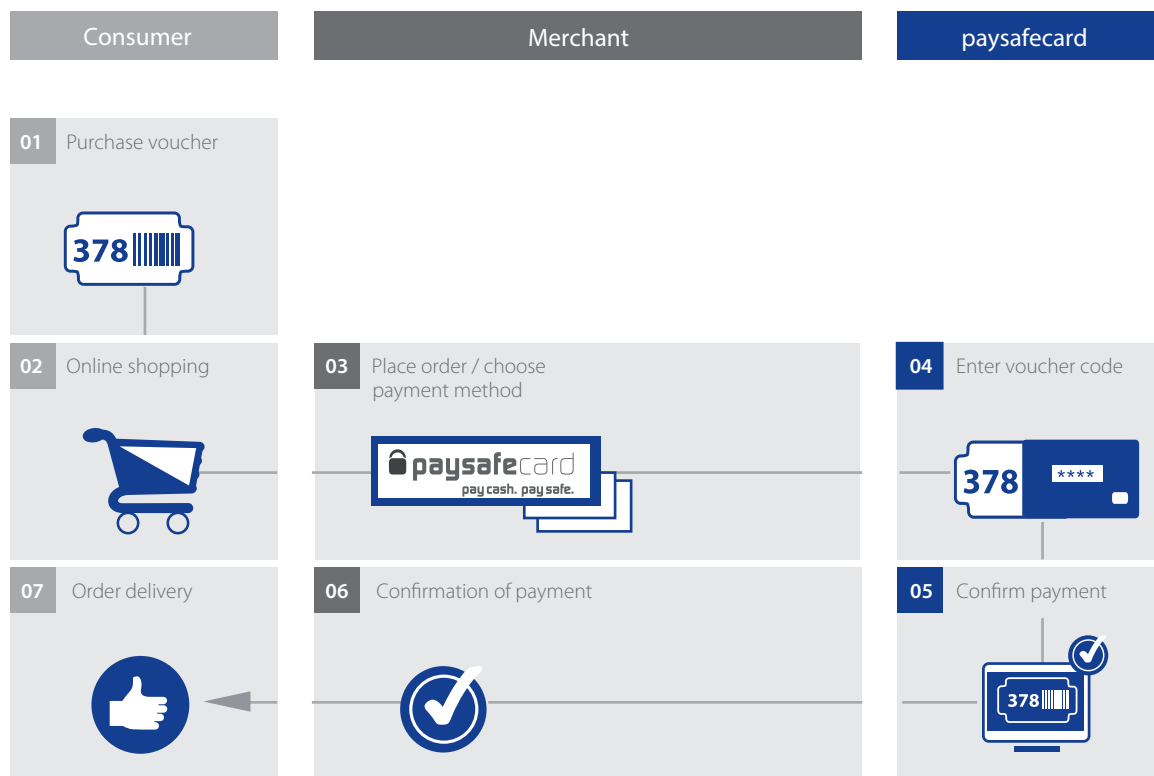 Consumer
Merchant
paysafecard
01 Purchase voucher
378
02 Online shopping
03 Place order / choose
payment method
paysafecard
pay cash. pay safe.
04 Enter voucher code
378 ****
07 Order delivery
06 Confirmation of payment
05 Confirm payment
378